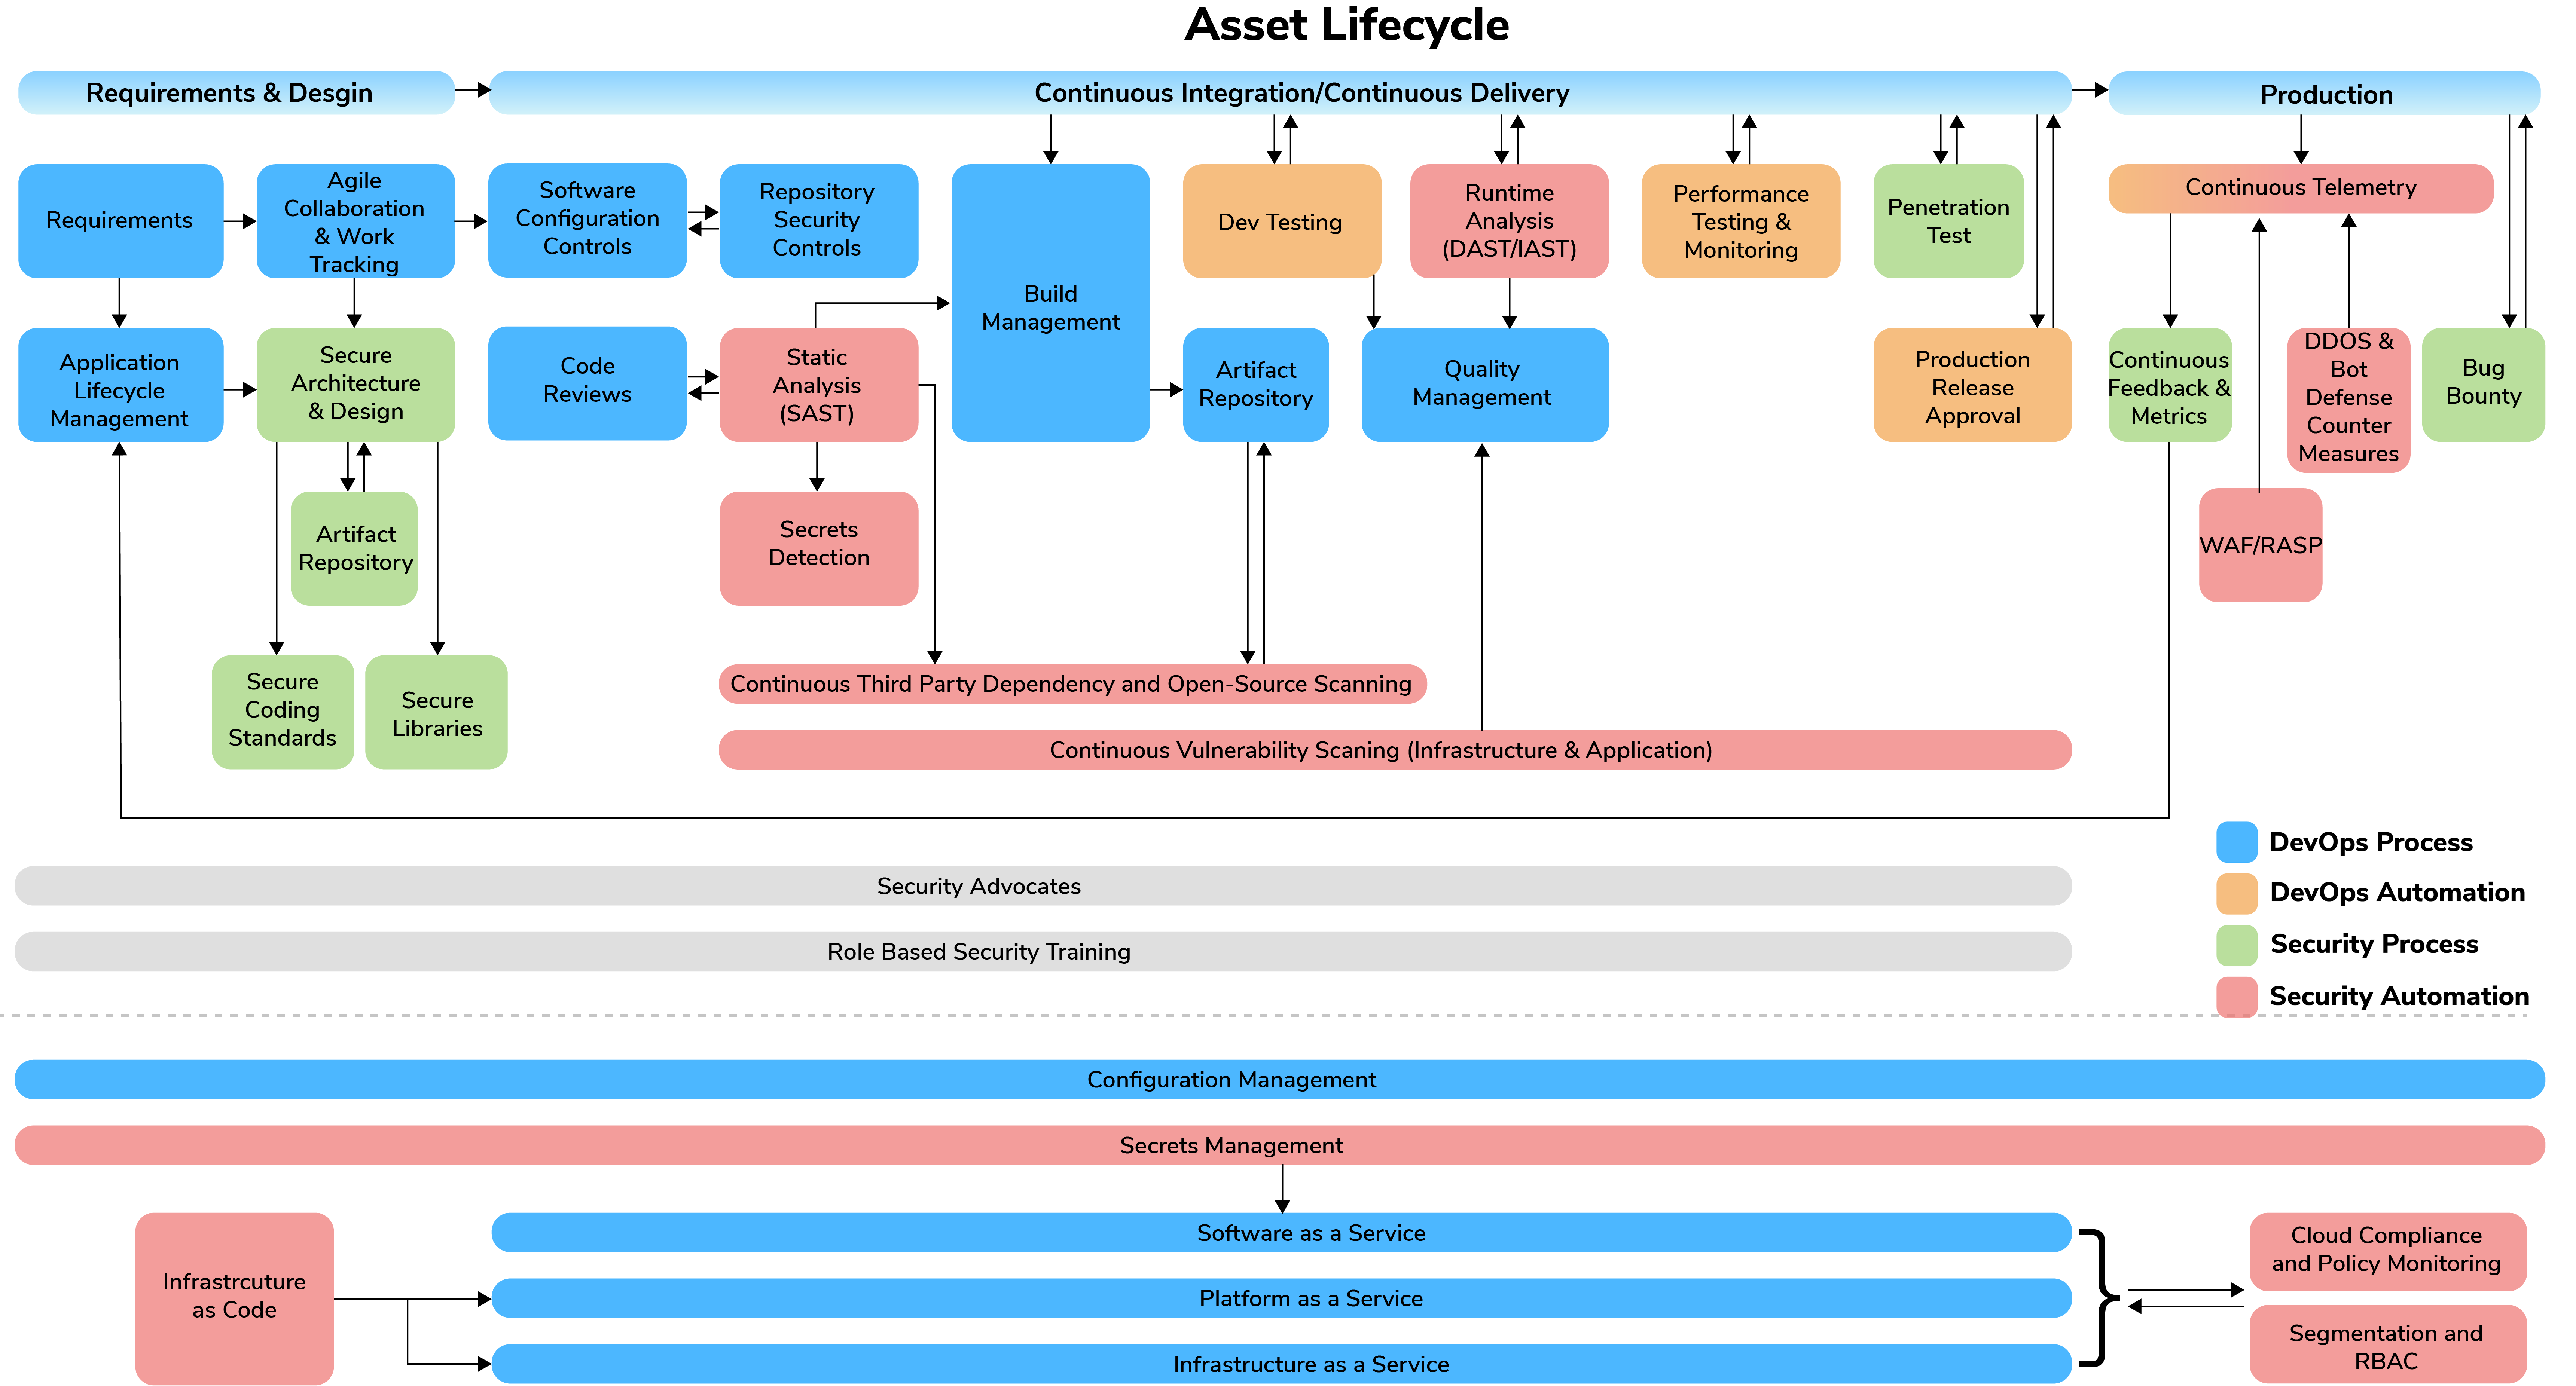 Asset Lifecycle
Requirements & Desgin
Continuous Integration/Continuous Delivery
Production
Requirements
Agile
Collaboration
& Work
Tracking
Software
Configuration
Controls
Repository
Security
Controls
Build
Management
Dev Testing
Runtime
Analysis
(DAST/IAST)
Performance
Testing &
Monitoring
Penetration
Test
Continuous Telemetry
Application
Lifecycle
Management
Secure
Architecture
& Design
Code
Reviews
Static
Analysis
(SAST)
Artifact
Repository
Quality
Management
Production
Release
Approval
Continuous
Feedback &
Metrics
DDOS &
Bot
Defense
Counter
Measures
Bug
Bounty
Artifact
Repository
Secrets
Detection
WAF/RASP
Secure
Coding
Standards
Secure
Libraries
Continuous Third Party Dependency and Open-Source Scanning
Continuous Vulnerability Scaning (Infrastructure & Application)
Security Advocates
Role Based Security Training
DevOps Process
DevOps Automation
Security Process
Security Automation
Configuration Management
Secrets Management
Infrastrcuture
as Code
Software as a Service
Platform as a Service
Infrastructure as a Service
Cloud Compliance
and Policy Monitoring
Segmentation and
RBAC